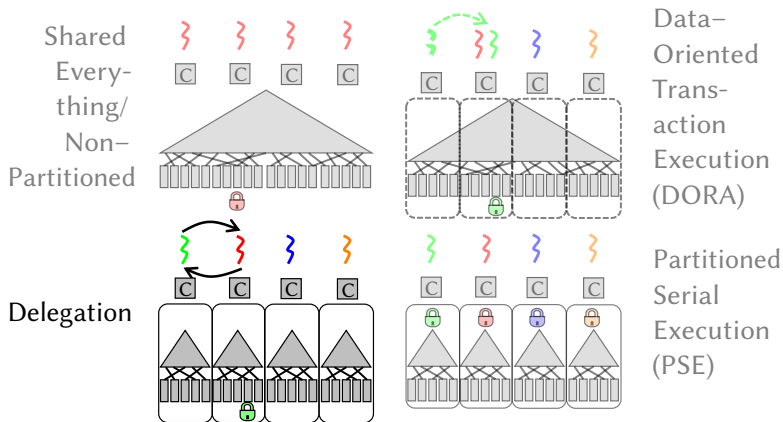 Shared
Every-
thing/
Non–
Partitioned
C C C C
Data–
Oriented
Trans-
action
Execution
(DORA)
C C C C
Delegation
C C C C
Partitioned
Serial
Execution
(PSE)
C C C C